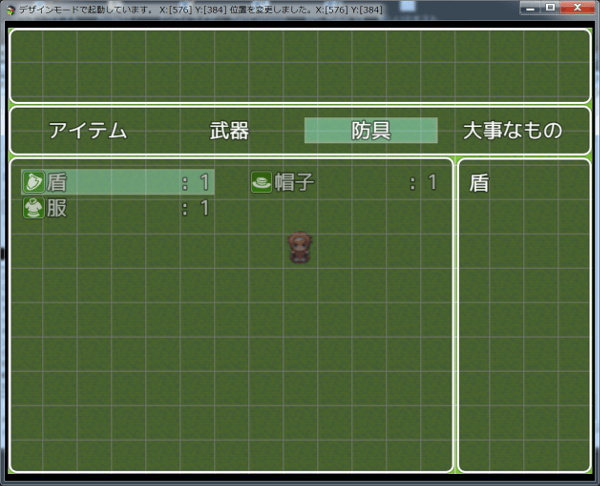 デザインモードで起動しています。 X:[576] Y:[384] 位置を変更しました。X:[576] Y:[384]
アイテム 武器 防具 大事なもの
盾 : 1 帽子 : 1 盾
服 : 1